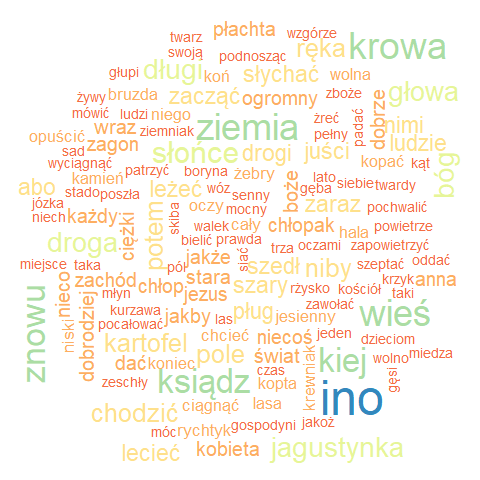 płachta
wzgórze
twarz
swoją
podnosząc
ręka
krowa
głupi
długi
koń
słychać
wolna
głowa
żywy
bruzda
zacząć
ogromny
zboże
mówić
ludzi
niego
żreć
padać
dobrze
nimi
opuścić
wraz
ziemniak
ziemia
pełny
ludzie
sad
zagon
słońce
drogi
juści
kopać
kąt
bóg
wyciągnąć
patrzyć
boryna
żebry
boże
lato
siebie
twardy
kamień
abo
stado
poszła
leżeć
wóz
senny
gęba
pochwalić
józka
niech
każdy
ciężki
potem
skiba
oczy
mocny
zaraz
walek
cały
chłopak
hala
powietrze
droga
bielić
prawda
siać
trza
oczami
zapowietrzyć
miejsce
taka
pół
jakże
szedł
niby
szeptać
oddać
znowu
nieco
zachód
chłop
stara
rżysko
kościół
krzyk
anna
młyn
jezus
szary
taki
niski
dobrodziej
kurzawa
jakby
las
pług
jesienny
zawołać
wieś
pocałować
kartofel
chcieć
niecoś
jeden
dzieciom
dać
koniec
pole
świat
krewniak
kiej
wolno
miedza
zeschły
ksiądz
czas
kopta
gęsi
ino
chodzić
ciągnąć
lasa
móc
rychtyk
gospodyni
jakoż
lecieć
kobieta
jagustynka